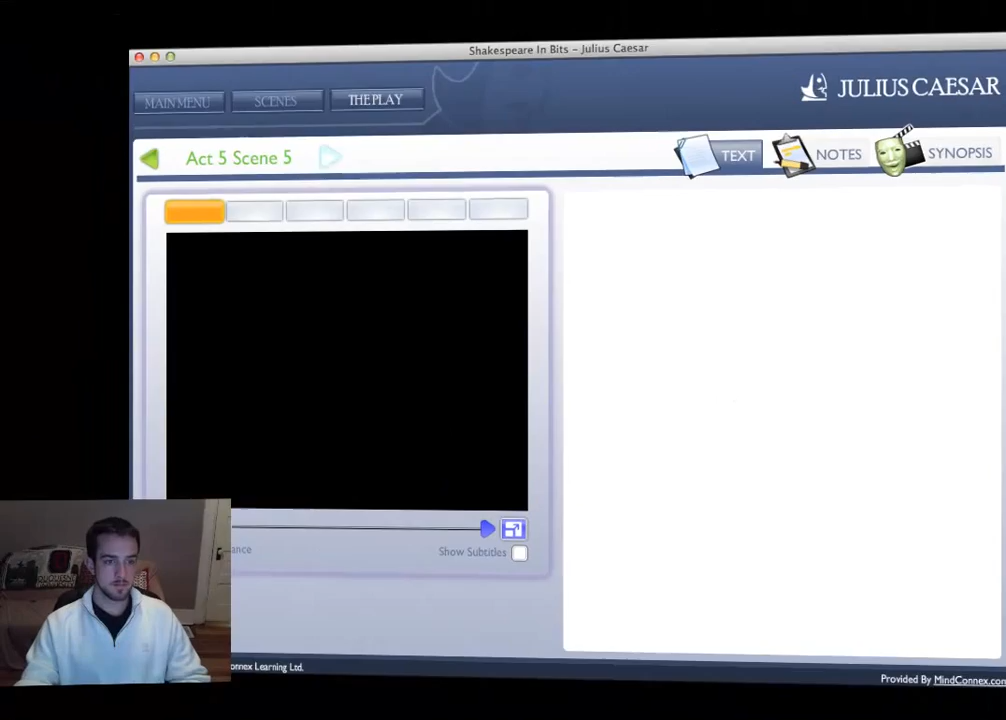 Shakespeare In Bits – Julius Caesar
MAIN MENU
SCENES
THE PLAY
JULIUS CAESAR
Act 5 Scene 5
TEXT
NOTES
SYNOPSIS
Show Subtitles
Learning Ltd.
Provided By MindConnex.com